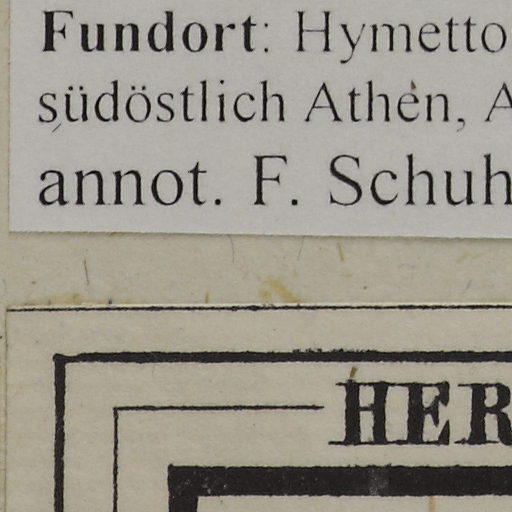 Fundort: Hymetto
südöstlich Athen, A
annot. F. Schuh
HER